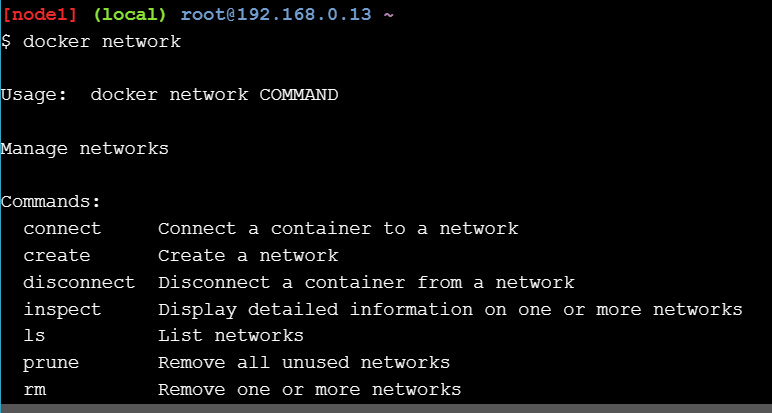 [node1] (local) root@192.168.0.13 ~
$ docker network
Usage:  docker network COMMAND
Manage networks
Commands:
  connect     Connect a container to a network
  create      Create a network
  disconnect  Disconnect a container from a network
  inspect     Display detailed information on one or more networks
  ls          List networks
  prune       Remove all unused networks
  rm          Remove one or more networks